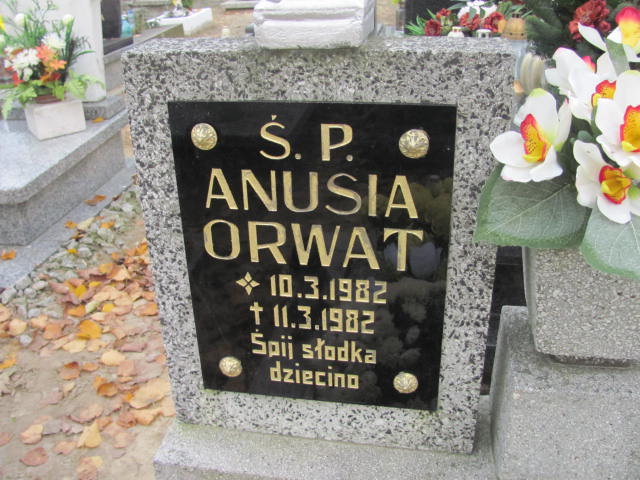 Ś. P.
ANUSIA
ORWAT
10.3.1982
† 11.3.1982
Śpij słodka
dziecino